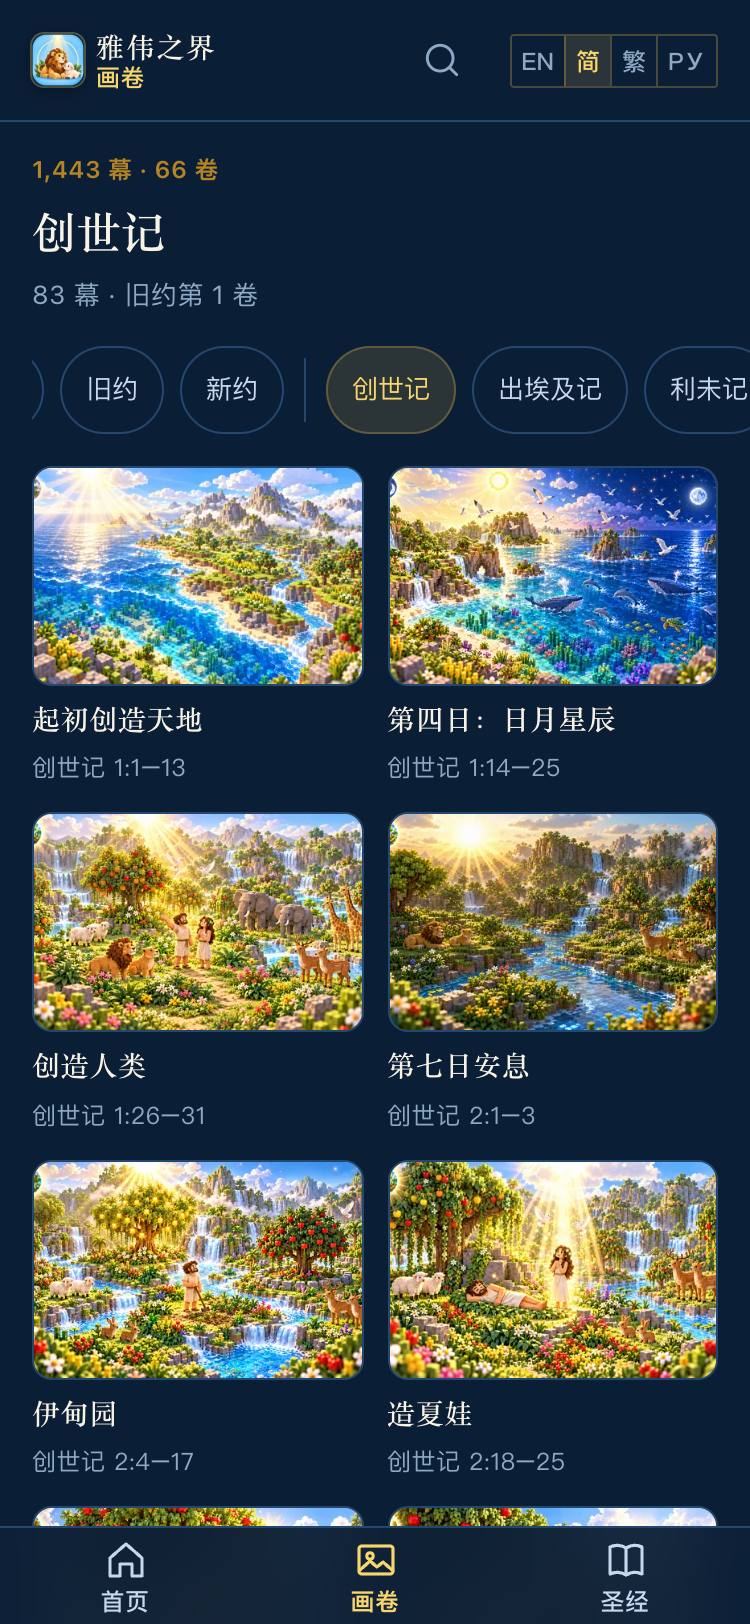 雅伟之界
画卷
EN 简 繁 РУ
1,443 幕 · 66 卷
创世记
83 幕 · 旧约第 1 卷
旧约 新约 创世记 出埃及记 利未记
起初创造天地
创世记 1:1–13
第四日：日月星辰
创世记 1:14–25
创造人类
创世记 1:26–31
第七日安息
创世记 2:1–3
伊甸园
创世记 2:4–17
造夏娃
创世记 2:18–25
首页 画卷 圣经